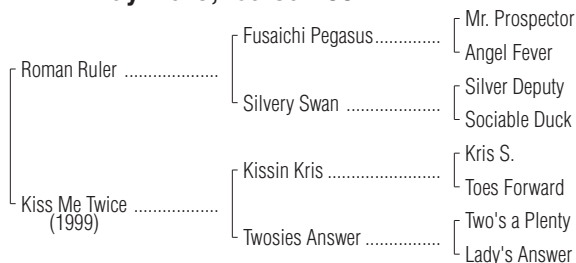 Mr. Prospector
Fusaichi Pegasus..............
Angel Fever
Roman Ruler ....................
Silver Deputy
Silvery Swan ....................
Sociable Duck
Kris S.
Kissin Kris ........................
Toes Forward
Kiss Me Twice ..................
(1999)
Two's a Plenty
Twosies Answer ................
Lady's Answer